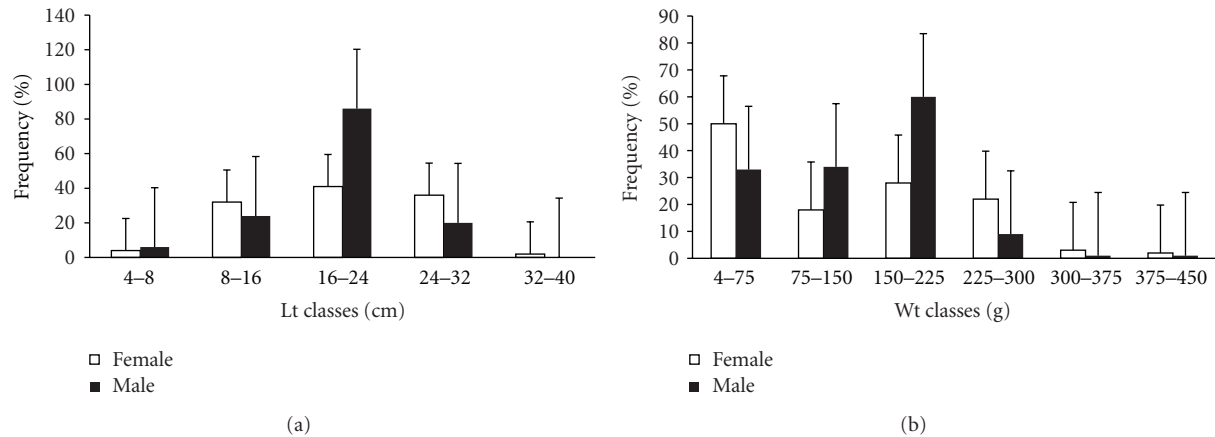 140
120
100
80
60
40
20
0
Frequency (%)
4–8 8–16 16–24 24–32 32–40
Lt classes (cm)
Female
Male
(a)
90
80
70
60
50
40
30
20
10
0
Frequency (%)
4–75 75–150 150–225 225–300 300–375 375–450
Wt classes (g)
Female
Male
(b)